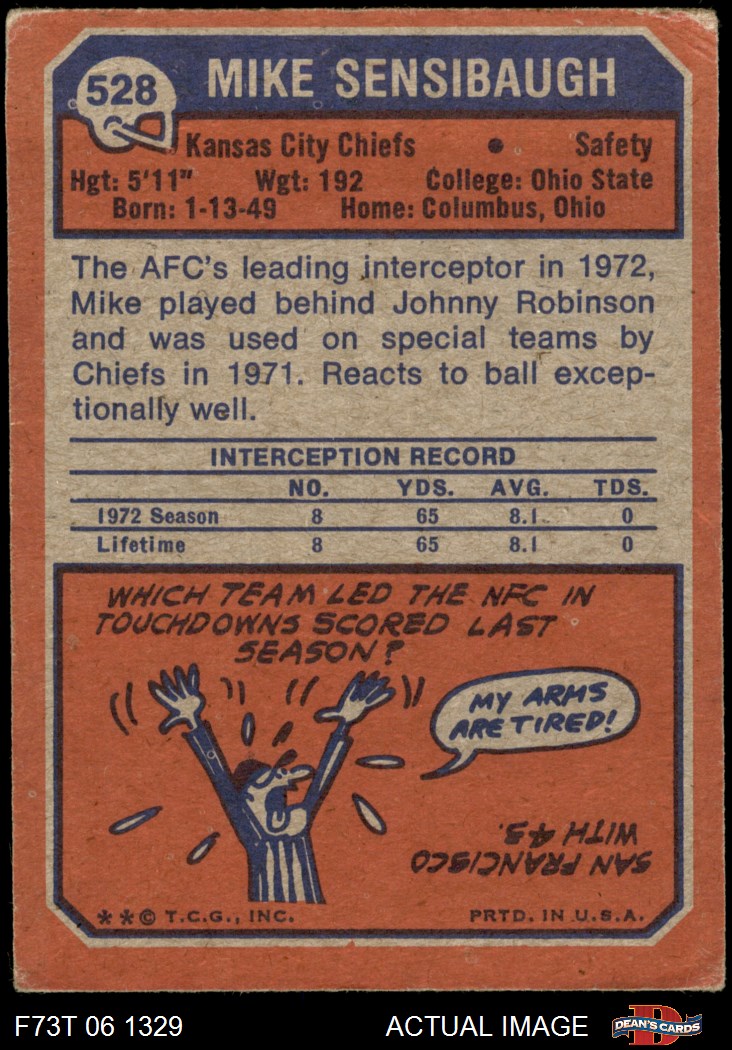 528
MIKE SENSIBAUGH
Kansas City Chiefs • Safety
Hgt: 5'11" Wgt: 192 College: Ohio State
Born: 1-13-49 Home: Columbus, Ohio
The AFC's leading interceptor in 1972,
Mike played behind Johnny Robinson
and was used on special teams by
Chiefs in 1971. Reacts to ball excep-
tionally well.
INTERCEPTION RECORD
NO. YDS. AVG. TDS.
1972 Season 8 65 8.1 0
Lifetime 8 65 8.1 0
WHICH TEAM LED THE NFC IN
TOUCHDOWNS SCORED LAST
SEASON?
MY ARMS
ARE TIRED!
SAN FRANCISCO
WITH 45.
**© T.C.G., INC. PRTD. IN U.S.A.
F73T 06 1329 ACTUAL IMAGE
D
DEAN'S CARDS